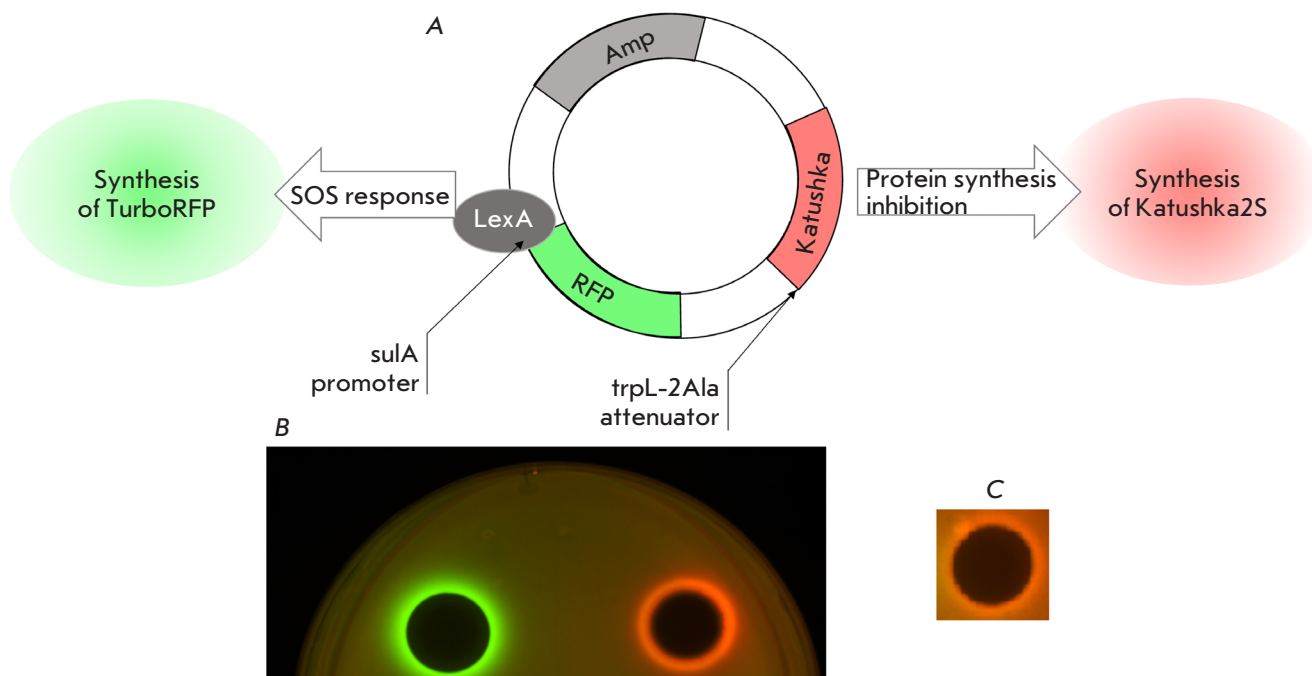 A
Amp
Synthesis
of TurboRFP
SOS response
LexA
RFP
Katushka
Protein synthesis
inhibition
Synthesis
of Katushka2S
sulA
promoter
trpL-2Ala
attenuator
B
C